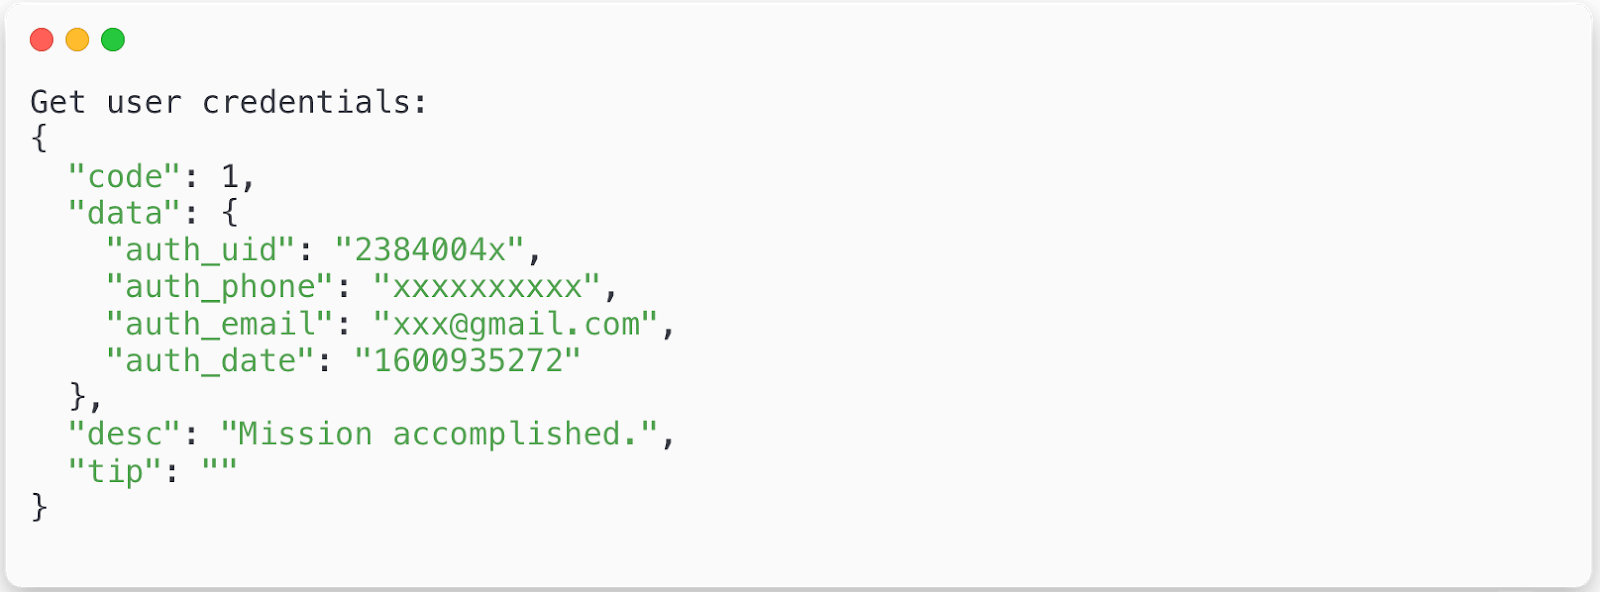 Get user credentials:
{
  "code": 1,
  "data": {
    "auth_uid": "2384004x",
    "auth_phone": "xxxxxxxxxx",
    "auth_email": "xxx@gmail.com",
    "auth_date": "1600935272"
  },
  "desc": "Mission accomplished.",
  "tip": ""
}